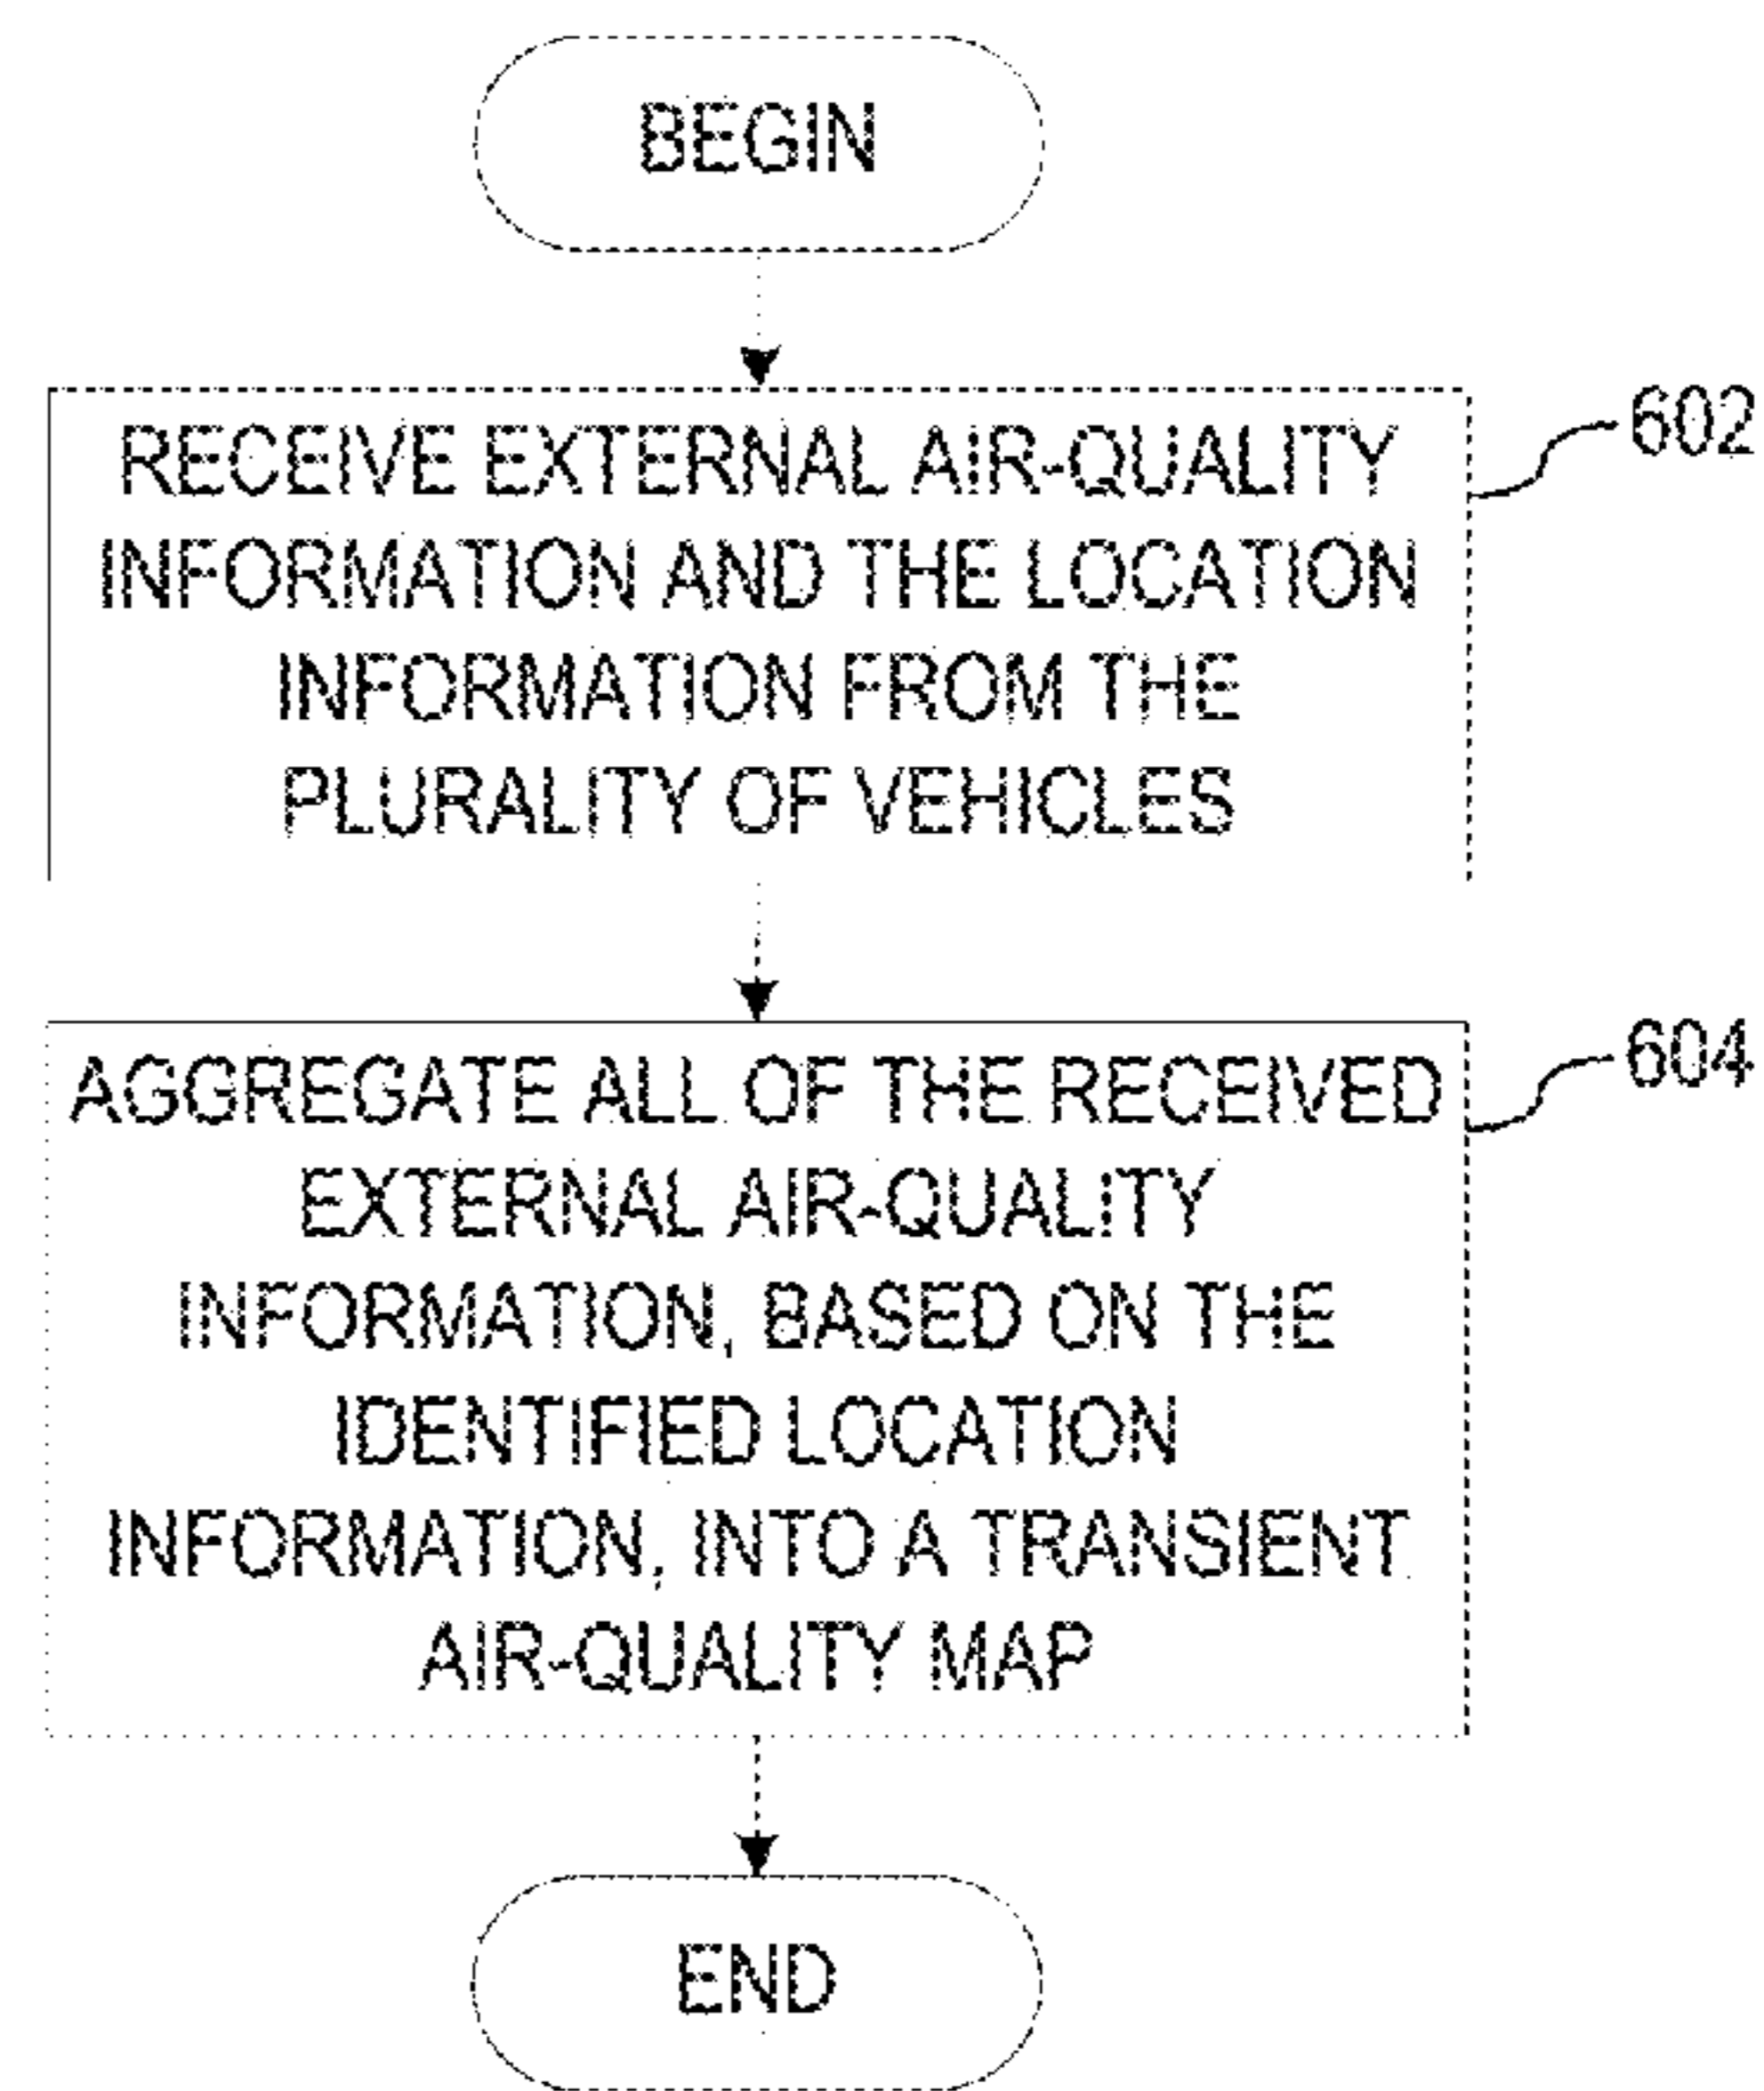 BEGIN
RECEIVE EXTERNAL AIR-QUALITY
INFORMATION AND THE LOCATION
INFORMATION FROM THE
PLURALITY OF VEHICLES
602
AGGREGATE ALL OF THE RECEIVED
EXTERNAL AIR-QUALITY
INFORMATION, BASED ON THE
IDENTIFIED LOCATION
INFORMATION, INTO A TRANSIENT
AIR-QUALITY MAP
604
END